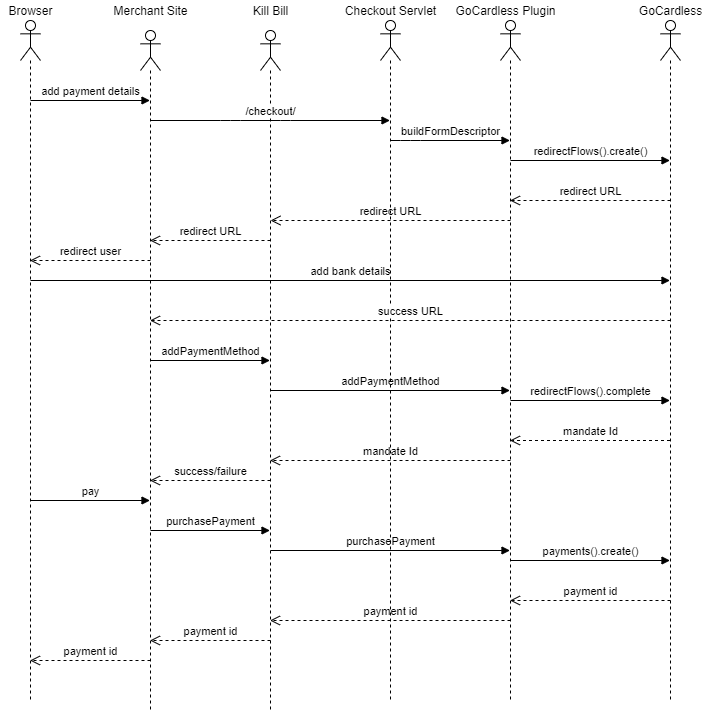 Browser
Merchant Site
Kill Bill
Checkout Servlet
GoCardless Plugin
GoCardless
add payment details
/checkout/
buildFormDescriptor
redirectFlows().create()
redirect URL
redirect URL
redirect URL
redirect user
add bank details
success URL
addPaymentMethod
addPaymentMethod
redirectFlows().complete
mandate Id
mandate Id
success/failure
pay
purchasePayment
purchasePayment
payments().create()
payment id
payment id
payment id
payment id